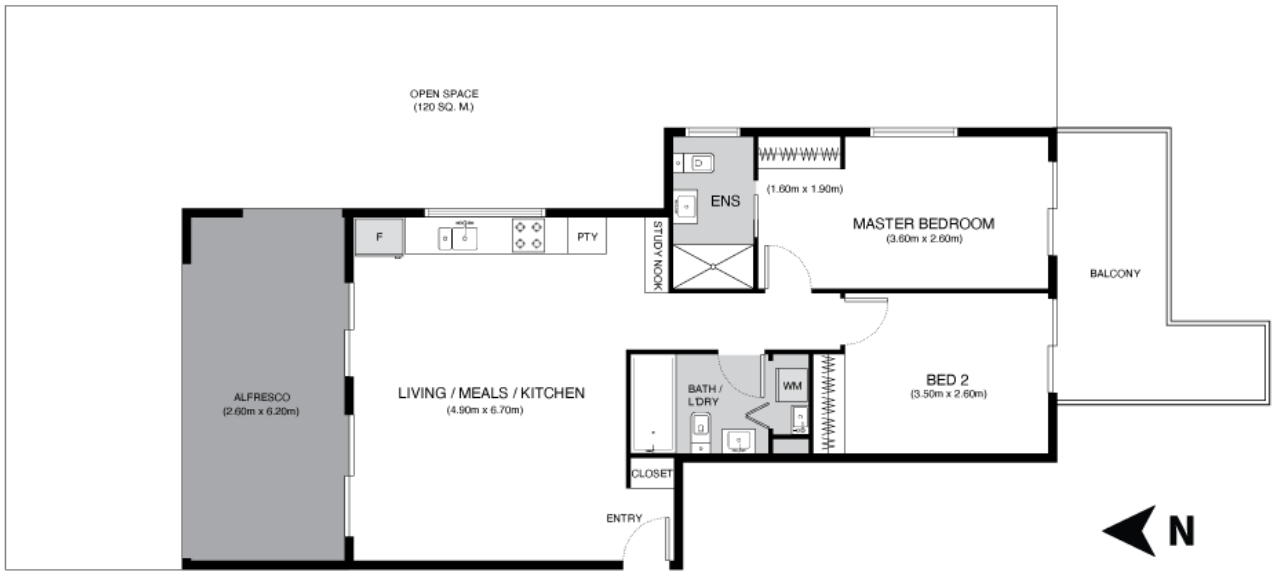 OPEN SPACE
(120 SQ. M.)
ENS
(1.60m x 1.90m)
MASTER BEDROOM
(3.60m x 2.60m)
F
PTY
STUDY NOOK
BALCONY
ALFRESCO
(2.60m x 6.20m)
LIVING / MEALS / KITCHEN
(4.90m x 6.70m)
BATH /
L'DRY
WM
BED 2
(3.50m x 2.60m)
CLOSET
ENTRY
N